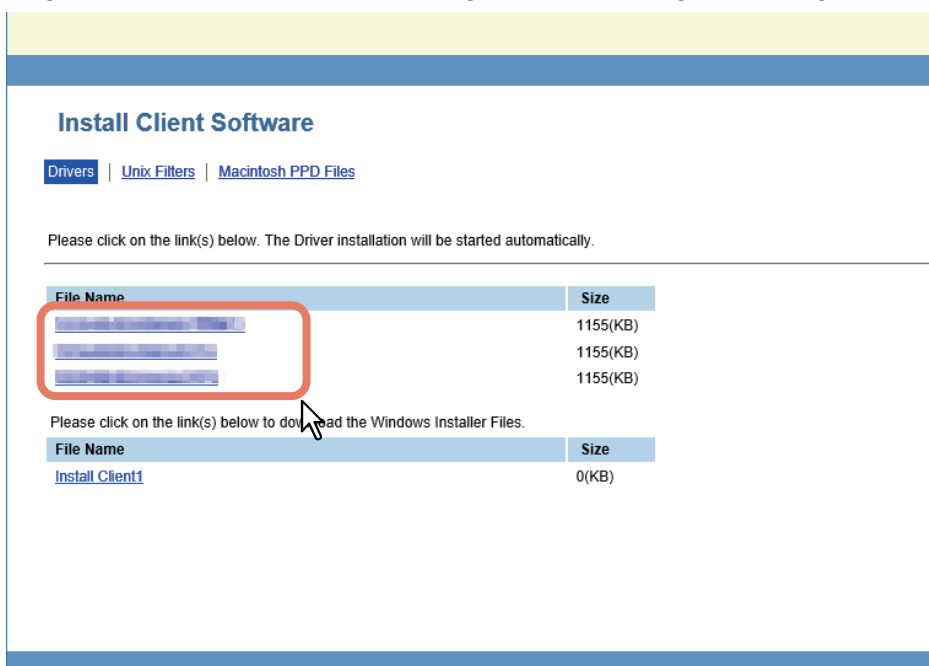 Install Client Software
Drivers | Unix Filters | Macintosh PPD Files
Please click on the link(s) below. The Driver installation will be started automatically.
File Name Size
1155(KB)
1155(KB)
1155(KB)
Please click on the link(s) below to download the Windows Installer Files.
File Name Size
Install Client1 0(KB)